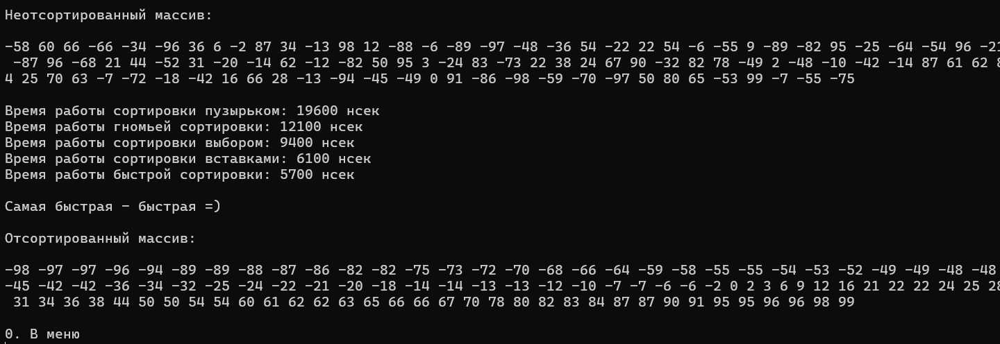 Неотсортированный массив:
-58 60 66 -66 -34 -96 36 6 -2 87 34 -13 98 12 -88 -6 -89 -97 -48 -36 54 -22 22 54 -6 -55 9 -89 -82 95 -25 -64 -54 96 -21
-87 96 -68 21 44 -52 31 -20 -14 62 -12 -82 50 95 3 -24 83 -73 22 38 24 67 90 -32 82 78 -49 2 -48 -10 -42 -14 87 61 62 8
4 25 70 63 -7 -72 -18 -42 16 66 28 -13 -94 -45 -49 0 91 -86 -98 -59 -70 -97 50 80 65 -53 99 -7 -55 -75
Время работы сортировки пузырьком: 19600 нсек
Время работы гномьей сортировки: 12100 нсек
Время работы сортировки выбором: 9400 нсек
Время работы сортировки вставками: 6100 нсек
Время работы быстрой сортировки: 5700 нсек
Самая быстрая - быстрая =)
Отсортированный массив:
-98 -97 -97 -96 -94 -89 -89 -88 -87 -86 -82 -82 -75 -73 -72 -70 -68 -66 -64 -59 -58 -55 -55 -54 -53 -52 -49 -49 -48 -48
-45 -42 -42 -36 -34 -32 -25 -24 -22 -21 -20 -18 -14 -14 -13 -13 -12 -10 -7 -7 -6 -6 -2 0 2 3 6 9 12 16 21 22 22 24 25 28
31 34 36 38 44 50 50 54 54 60 61 62 62 63 65 66 66 67 70 78 80 82 83 84 87 87 90 91 95 95 96 96 98 99
0. В меню